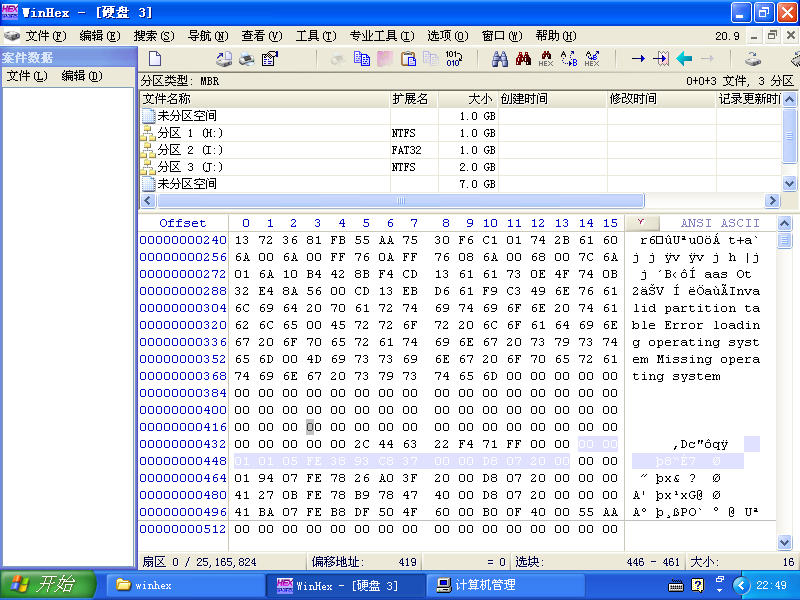 WinHex - [硬盘 3]
文件(F) 编辑(E) 搜索(S) 导航(N) 查看(V) 工具(T) 专业工具(I) 选项(O) 窗口(W) 帮助(H) 20.9
案件数据
文件(L) 编辑(D)
分区类型: MBR 0+0+3 文件, 3 分区
文件名称 扩展名 大小 创建时间 修改时间 记录更新时
未分区空间 1.0 GB
分区 1 (H:) NTFS 1.0 GB
分区 2 (I:) FAT32 1.0 GB
分区 3 (J:) NTFS 2.0 GB
未分区空间 7.0 GB
Offset 0 1 2 3 4 5 6 7 8 9 10 11 12 13 14 15 ANSI ASCII
00000000240 13 72 36 81 FB 55 AA 75 30 F6 C1 01 74 2B 61 60 r6 ûUªu0öÁ t+a`
00000000256 6A 00 6A 00 FF 76 0A FF 76 08 6A 00 68 00 7C 6A j j ÿv ÿv j h |j
00000000272 01 6A 10 B4 42 8B F4 CD 13 61 61 73 0E 4F 74 0B j ´B‹ôÍ aas Ot
00000000288 32 E4 8A 56 00 CD 13 EB D6 61 F9 C3 49 6E 76 61 2äŠV Í ëÖaùÃInva
00000000304 6C 69 64 20 70 61 72 74 69 74 69 6F 6E 20 74 61 lid partition ta
00000000320 62 6C 65 00 45 72 72 6F 72 20 6C 6F 61 64 69 6E ble Error loadin
00000000336 67 20 6F 70 65 72 61 74 69 6E 67 20 73 79 73 74 g operating syst
00000000352 65 6D 00 4D 69 73 73 69 6E 67 20 6F 70 65 72 61 em Missing opera
00000000368 74 69 6E 67 20 73 79 73 74 65 6D 00 00 00 00 00 ting system
00000000384 00 00 00 00 00 00 00 00 00 00 00 00 00 00 00 00
00000000400 00 00 00 00 00 00 00 00 00 00 00 00 00 00 00 00
00000000416 00 00 00 00 00 00 00 00 00 00 00 00 00 00 00 00
00000000432 00 00 00 00 00 2C 44 63 22 F4 71 FF 00 00 00 00 ,Dc"ôqÿ
00000000448 01 01 05 FE 38 93 C8 37 00 00 D8 07 20 00 00 00 þ8“È7 Ø
00000000464 01 94 07 FE 78 26 A0 3F 20 00 D8 07 20 00 00 00 ” þx& ? Ø
00000000480 41 27 0B FE 78 B9 78 47 40 00 D8 07 20 00 00 00 A' þx¹xG@ Ø
00000000496 41 BA 07 FE B8 DF 50 4F 60 00 B0 0F 40 00 55 AA Aº þ¸ßPO` ° @ Uª
00000000512 00 00 00 00 00 00 00 00 00 00 00 00 00 00 00 00
扇区 0 / 25,165,824 偏移地址: 419 = 0 选块: 446 - 461 大小: 16
开始 winhex WinHex - [硬盘 3] 计算机管理 22:49